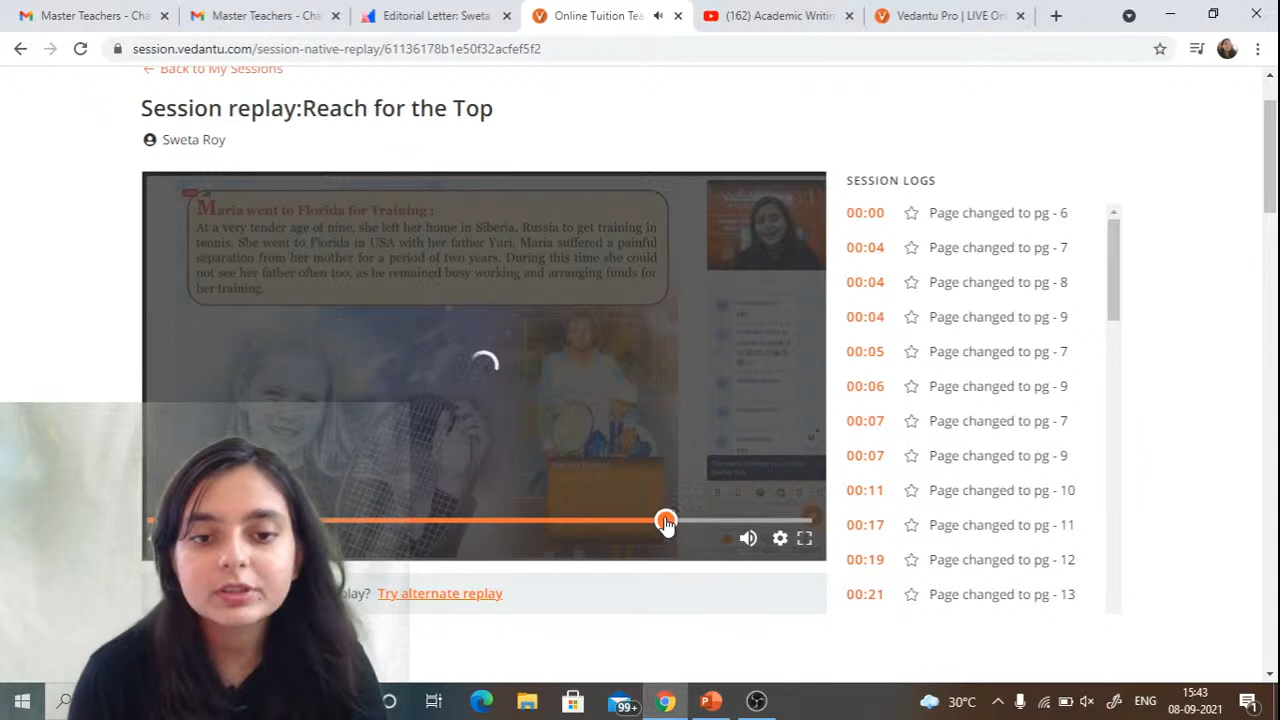 Master Teachers - Cha
Master Teachers - Cha
Editorial Letter: Sweta
Online Tuition Tea
(162) Academic Writin
Vedantu Pro | LIVE Onl
session.vedantu.com/session-native-replay/61136178b1e50f32acfef5f2
← Back to My Sessions
Session replay:Reach for the Top
Sweta Roy
Maria went to Florida for Training :
At a very tender age of nine, she left her home in Siberia, Russia to get training in
tennis. She went to Florida in USA with her father Yuri. Maria suffered a painful
separation from her mother for a period of two years. During this time she could
not see her father often too, as he remained busy working and arranging funds for
her training.
SESSION LOGS
00:00 Page changed to pg - 6
00:04 Page changed to pg - 7
00:04 Page changed to pg - 8
00:04 Page changed to pg - 9
00:05 Page changed to pg - 7
00:06 Page changed to pg - 9
00:07 Page changed to pg - 7
00:07 Page changed to pg - 9
00:11 Page changed to pg - 10
00:17 Page changed to pg - 11
00:19 Page changed to pg - 12
00:21 Page changed to pg - 13
play? Try alternate replay
99+
30°C
ENG
15:43
08-09-2021
1